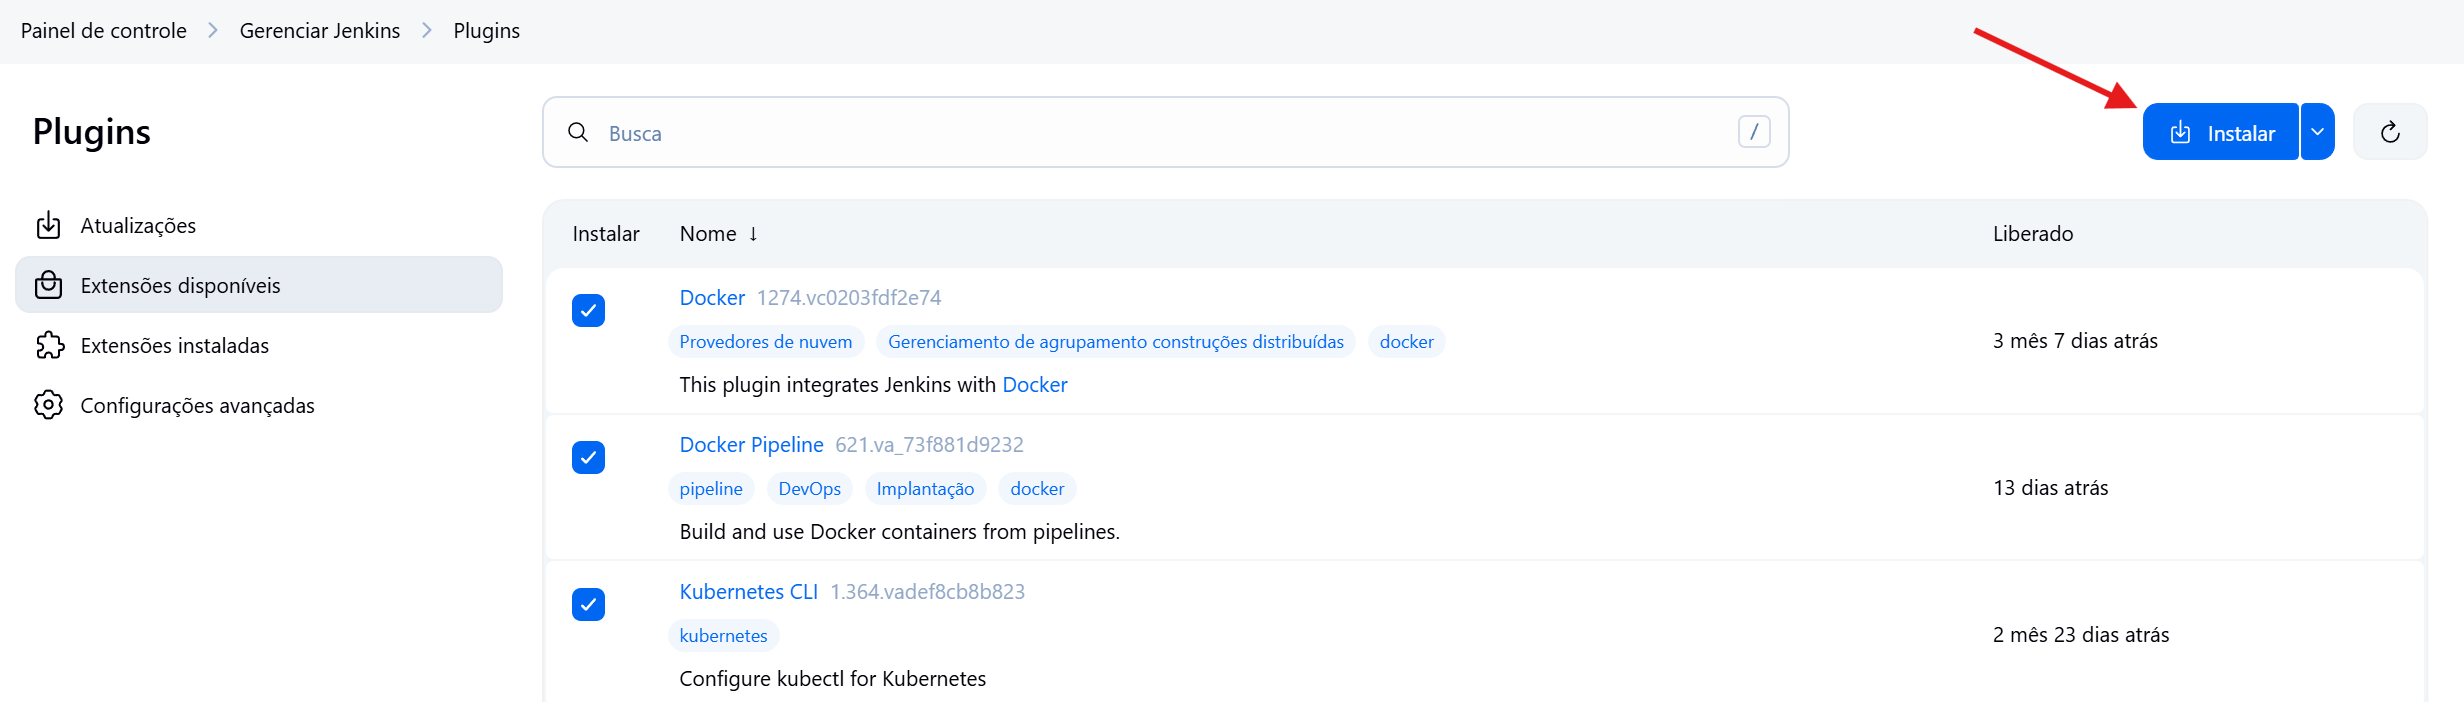 Painel de controle > Gerenciar Jenkins > Plugins
Plugins
Busca /
Instalar
Atualizações
Extensões disponíveis
Extensões instaladas
Configurações avançadas
Instalar Nome ↓ Liberado
Docker 1274.vc0203fdf2e74
Provedores de nuvem Gerenciamento de agrupamento construções distribuídas docker
3 mês 7 dias atrás
This plugin integrates Jenkins with Docker
Docker Pipeline 621.va_73f881d9232
pipeline DevOps Implantação docker
13 dias atrás
Build and use Docker containers from pipelines.
Kubernetes CLI 1.364.vadef8cb8b823
kubernetes
2 mês 23 dias atrás
Configure kubectl for Kubernetes